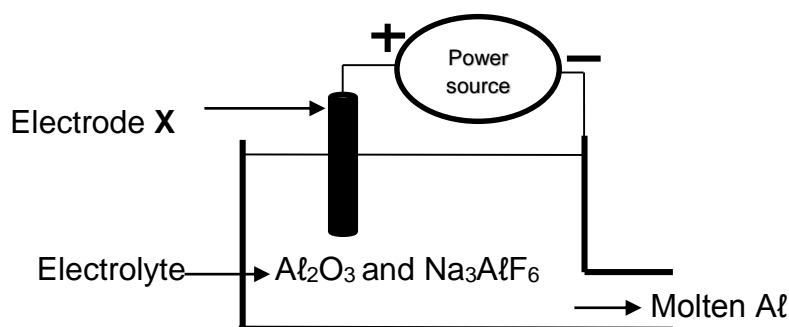 +
Power
source
−
Electrode X
Electrolyte
Aℓ₂O₃ and Na₃AℓF₆
Molten Aℓ